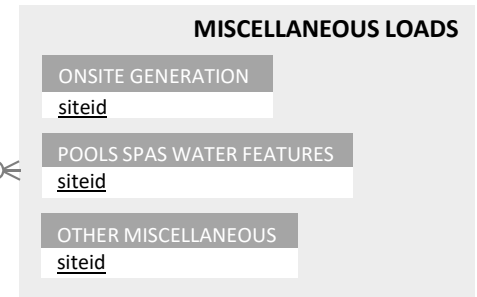 MISCELLANEOUS LOADS
ONSITE GENERATION
siteid
POOLS SPAS WATER FEATURES
siteid
OTHER MISCELLANEOUS
siteid